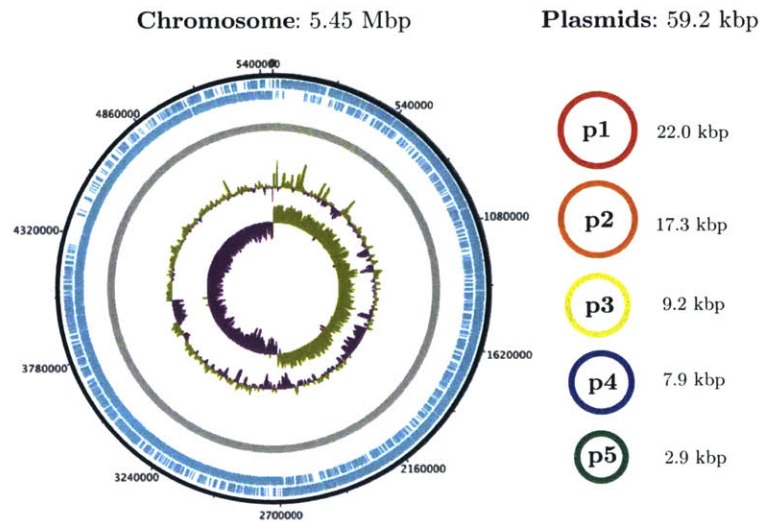 Chromosome: 5.45 Mbp
Plasmids: 59.2 kbp
5400000
540000
1080000
1620000
2160000
2700000
3240000
3780000
4320000
4860000
p1 22.0 kbp
p2 17.3 kbp
p3 9.2 kbp
p4 7.9 kbp
p5 2.9 kbp